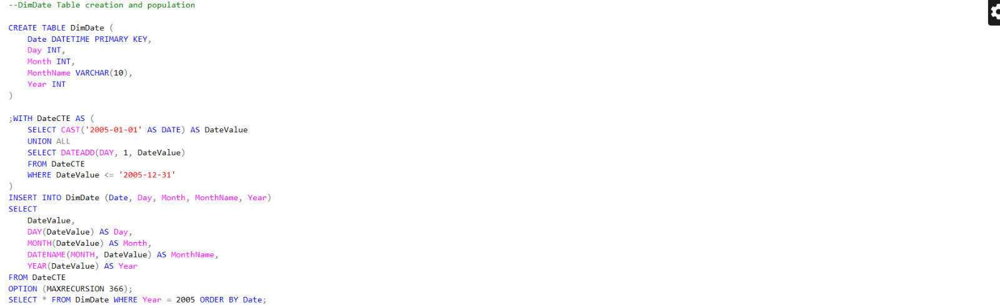 --DimDate Table creation and population
CREATE TABLE DimDate (
    Date DATETIME PRIMARY KEY,
    Day INT,
    Month INT,
    MonthName VARCHAR(10),
    Year INT
)
;WITH DateCTE AS (
    SELECT CAST('2005-01-01' AS DATE) AS DateValue
    UNION ALL
    SELECT DATEADD(DAY, 1, DateValue)
    FROM DateCTE
    WHERE DateValue <= '2005-12-31'
)
INSERT INTO DimDate (Date, Day, Month, MonthName, Year)
SELECT
    DateValue,
    DAY(DateValue) AS Day,
    MONTH(DateValue) AS Month,
    DATENAME(MONTH, DateValue) AS MonthName,
    YEAR(DateValue) AS Year
FROM DateCTE
OPTION (MAXRECURSION 366);
SELECT * FROM DimDate WHERE Year = 2005 ORDER BY Date;